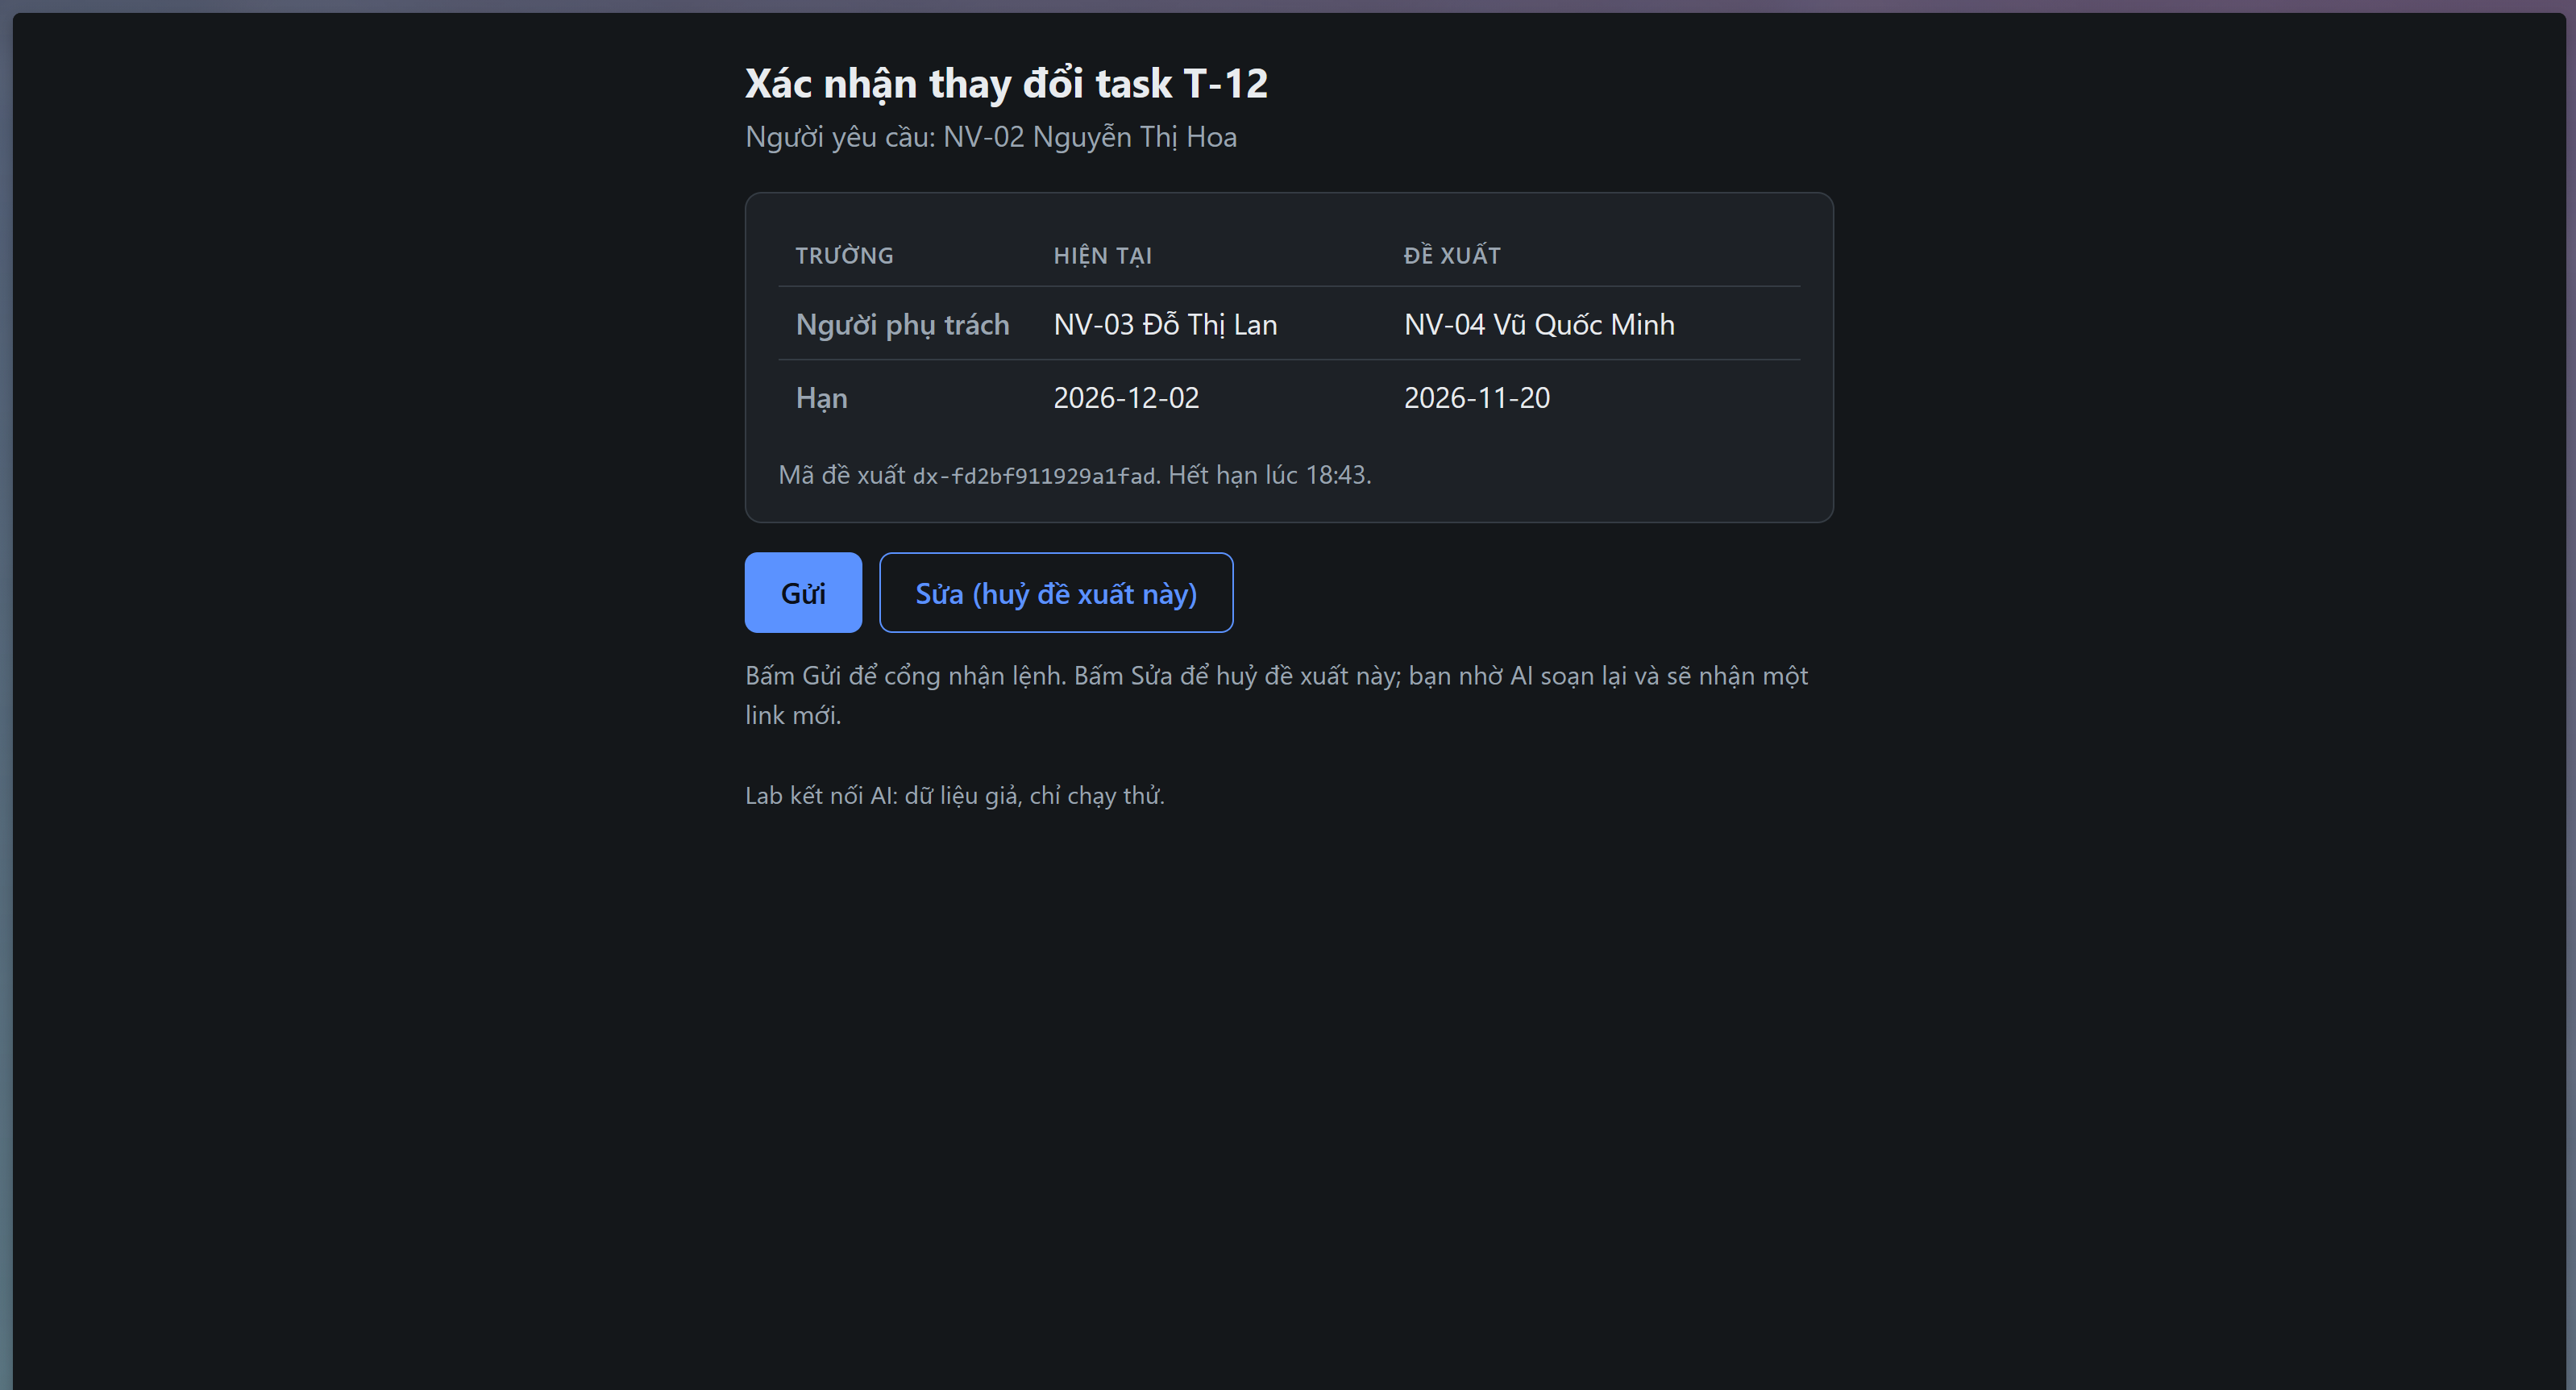 Xác nhận thay đổi task T-12
Người yêu cầu: NV-02 Nguyễn Thị Hoa
TRƯỜNG HIỆN TẠI ĐỀ XUẤT
Người phụ trách NV-03 Đỗ Thị Lan NV-04 Vũ Quốc Minh
Hạn 2026-12-02 2026-11-20
Mã đề xuất dx-fd2bf911929a1fad. Hết hạn lúc 18:43.
Gửi Sửa (huỷ đề xuất này)
Bấm Gửi để cổng nhận lệnh. Bấm Sửa để huỷ đề xuất này; bạn nhờ AI soạn lại và sẽ nhận một
link mới.
Lab kết nối AI: dữ liệu giả, chỉ chạy thử.